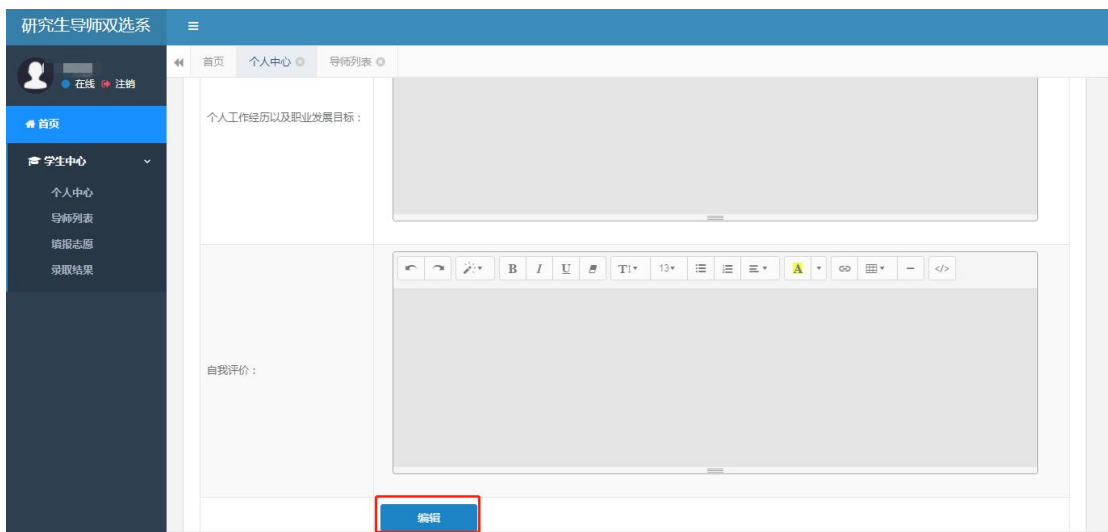 研究生导师双选系
首页 个人中心 导师列表
在线 注销
首页
学生中心
个人中心
导师列表
填报志愿
录取结果
个人工作经历以及职业发展目标：
B I U TI 13 A </>
自我评价：
编辑